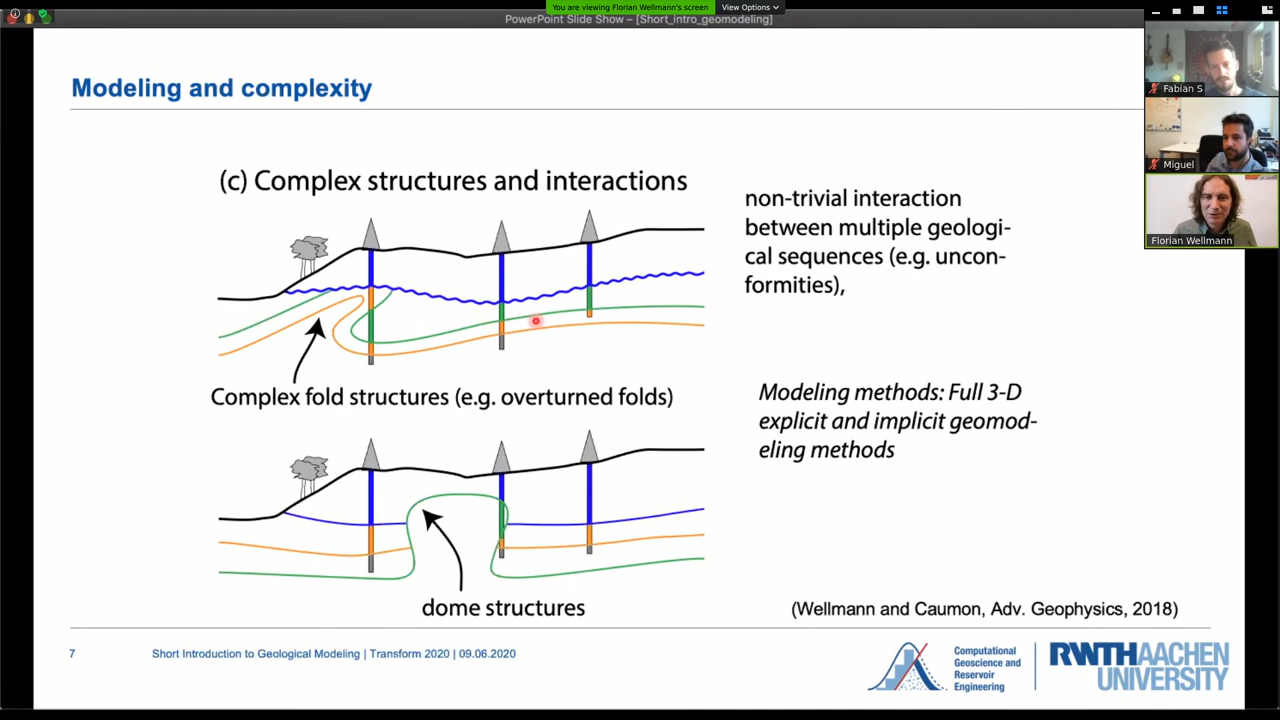 You are viewing Florian Wellmann's screen
View Options
PowerPoint Slide Show – [Short_intro_geomodeling]
Fabian S
Miguel
Florian Wellmann
Modeling and complexity
(c) Complex structures and interactions
non-trivial interaction
between multiple geologi-
cal sequences (e.g. uncon-
formities),
Complex fold structures (e.g. overturned folds)
Modeling methods: Full 3-D
explicit and implicit geomod-
eling methods
dome structures
(Wellmann and Caumon, Adv. Geophysics, 2018)
7
Short Introduction to Geological Modeling | Transform 2020 | 09.06.2020
Computational
Geoscience and
Reservoir
Engineering
RWTH AACHEN
UNIVERSITY